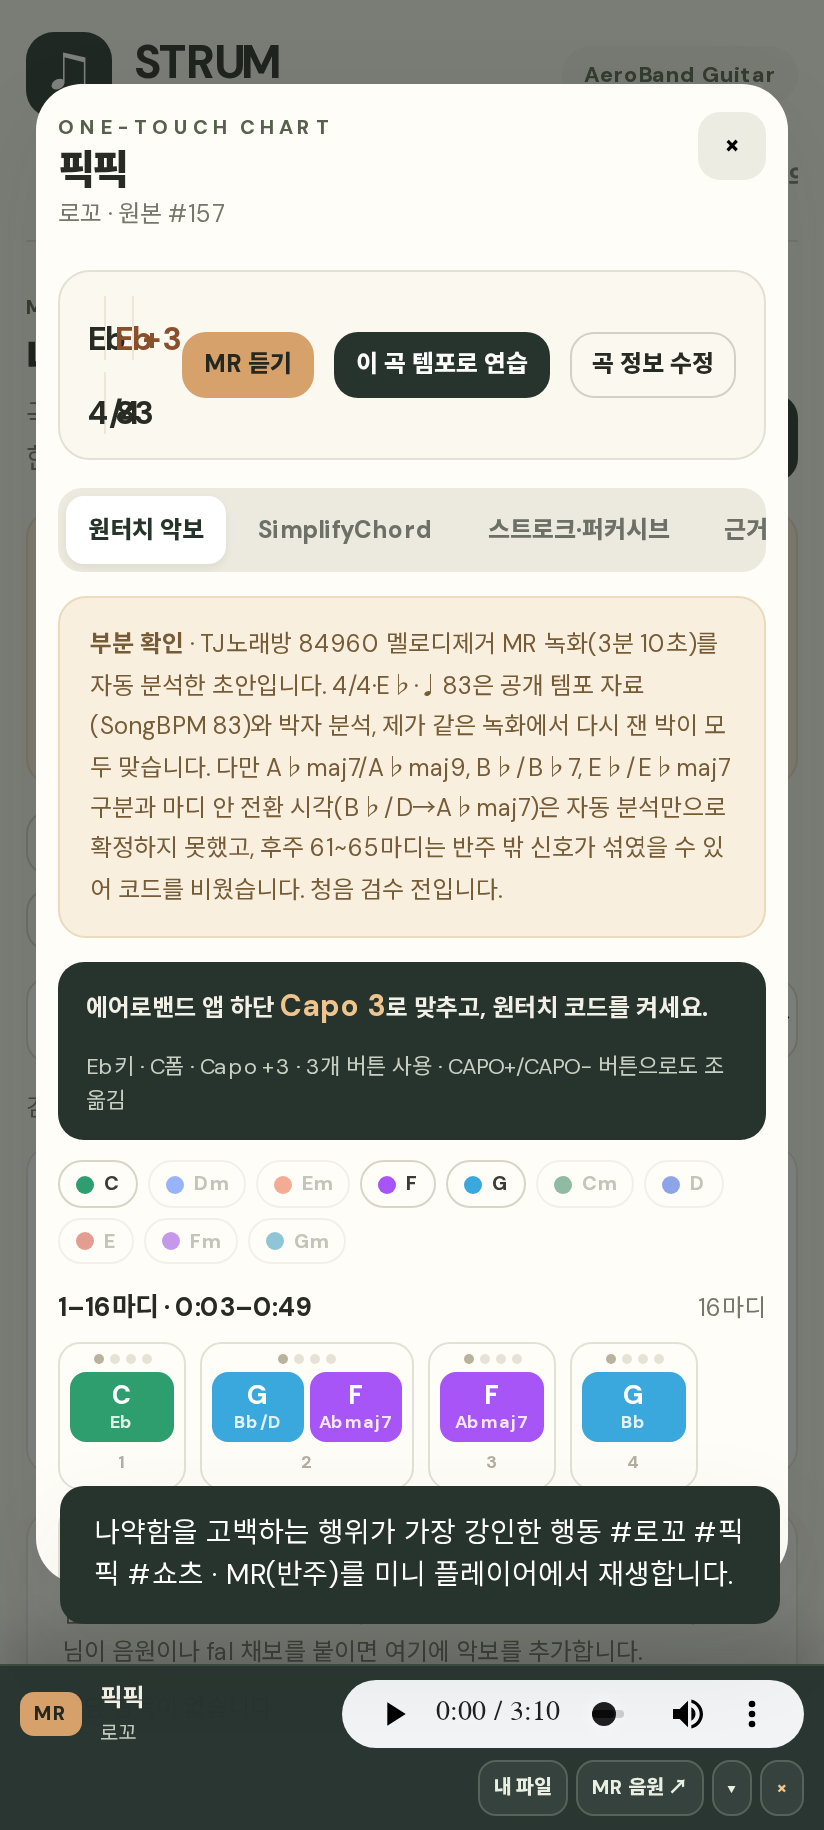 STRUM
AeroBand Guitar
ONE-TOUCH CHART
픽픽
×
로꼬 · 원본 #157
Eb
Eb+3
4/4
83
MR 듣기
이 곡 템포로 연습
곡 정보 수정
원터치 악보
SimplifyChord
스트로크·퍼커시브
근거
부분 확인 · TJ노래방 84960 멜로디제거 MR 녹화(3분 10초)를
자동 분석한 초안입니다. 4/4·E♭·♩83은 공개 템포 자료
(SongBPM 83)와 박자 분석, 제가 같은 녹화에서 다시 잰 박이 모
두 맞습니다. 다만 A♭maj7/A♭maj9, B♭/B♭7, E♭/E♭maj7
구분과 마디 안 전환 시각(B♭/D→A♭maj7)은 자동 분석만으로
확정하지 못했고, 후주 61~65마디는 반주 밖 신호가 섞였을 수 있
어 코드를 비웠습니다. 청음 검수 전입니다.
에어로밴드 앱 하단 Capo 3로 맞추고, 원터치 코드를 켜세요.
Eb키 · C폼 · Capo +3 · 3개 버튼 사용 · CAPO+/CAPO− 버튼으로도 조
옮김
C
Dm
Em
F
G
Cm
D
E
Fm
Gm
1–16마디 · 0:03–0:49
16마디
C
Eb
1
G
Bb/D
F
Abmaj7
2
F
Abmaj7
3
G
Bb
4
나약함을 고백하는 행위가 가장 강인한 행동 #로꼬 #픽
픽 #쇼츠 · MR(반주)를 미니 플레이어에서 재생합니다.
님이 음원이나 fal 채보를 붙이면 여기에 악보를 추가합니다.
MR
픽픽
로꼬
0:00 / 3:10
내 파일
MR 음원 ↗
▾
×